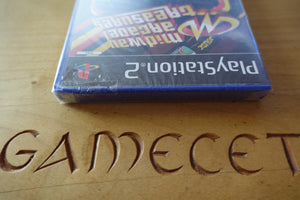 PlayStation 2
MIDWAY
ARCADE
TREASURES
GAMECET